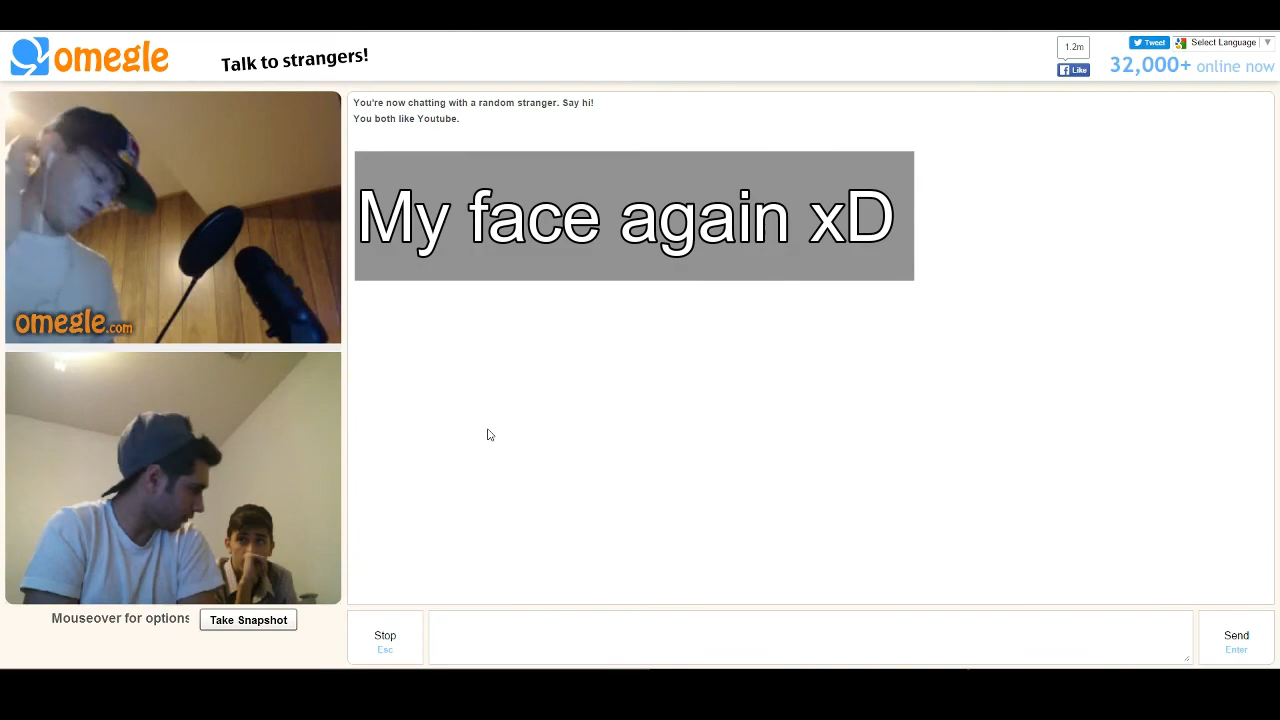 omegle
Talk to strangers!
1.2m
Like
Tweet
Select Language
32,000+ online now
You're now chatting with a random stranger. Say hi!
You both like Youtube.
My face again xD
omegle.com
Mouseover for options
Take Snapshot
Stop
Esc
Send
Enter